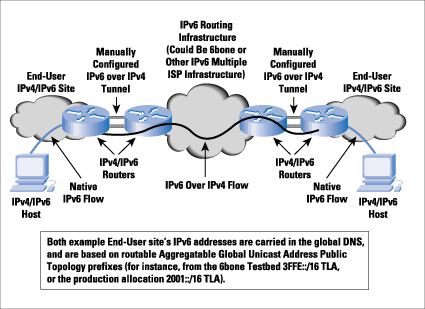 IPv6 Routing
Infrastructure
(Could Be 6bone or
Other IPv6 Multiple
ISP Infrastructure)
Manually
Configured
IPv6 over IPv4
Tunnel
Manually
Configured
IPv6 over IPv4
Tunnel
End-User
IPv4/IPv6 Site
End-User
IPv4/IPv6 Site
IPv4/IPv6
Routers
IPv4/IPv6
Routers
IPv6 Over IPv4 Flow
Native
IPv6 Flow
Native
IPv6 Flow
IPv4/IPv6
Host
IPv4/IPv6
Host
Both example End-User site's IPv6 addresses are carried in the global DNS,
and are based on routable Aggregatable Global Unicast Address Public
Topology prefixes (for instance, from the 6bone Testbed 3FFE::/16 TLA,
or the production allocation 2001::/16 TLA).